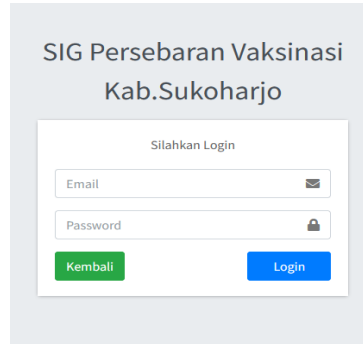 SIG Persebaran Vaksinasi
Kab.Sukoharjo
Silahkan Login
Email
Password
Kembali Login